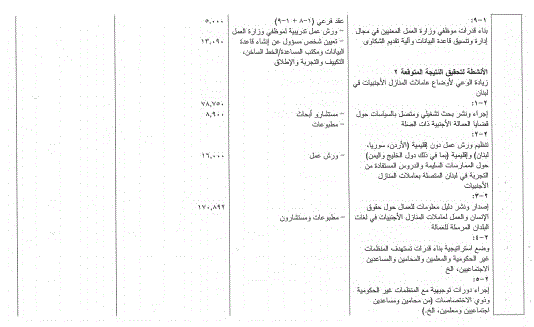 ١-٩:
بناء قدرات موظفي وزارة العمل المعنيين في مجال
إدارة وتنسيق قاعدة البيانات وآلية تقديم الشكاوى
عقد فرعي (١-٨ + ١-٩)
– ورش عمل تدريبية لموظفي وزارة العمل
– تعيين شخص مسؤول عن إنشاء قاعدة
البيانات ومكتب المساعدة/الخط الساخن،
التكييف والتجربة والإطلاق
٥,٠٠٠
١٣,٠٩٠
الأنشطة لتحقيق النتيجة المتوقعة ٢
زيادة الوعي لأوضاع عاملات المنازل الأجنبيات في
لبنان
٢-١:
إجراء ونشر بحث تشغيلي ومتصل بالسياسات حول
قضايا العمالة الأجنبية ذات الصلة
– مستشارو أبحاث
– مطبوعات
٧٨,٧٥٠
٨,٩٠٠
٢-٢:
تنظيم ورش عمل دون إقليمية (الأردن، سوريا،
لبنان) وإقليمية (بما في ذلك دول الخليج واليمن)
حول الممارسات السليمة والدروس المستفادة من
التجربة في لبنان المتصلة بعاملات المنازل
الأجنبيات
– ورش عمل
١٦,٠٠٠
٢-٣:
إصدار ونشر دليل معلومات للعمال حول حقوق
الإنسان والعمل لعاملات المنازل الأجنبيات في لغات
البلدان المرسلة للعمالة
– مطبوعات ومستشارون
١٧٠,٨٩٢
٢-٤:
وضع استراتيجية بناء قدرات تستهدف المنظمات
غير الحكومية والمعلمين والمحامين والمساعدين
الاجتماعيين، الخ
٢-٥:
إجراء دورات توجيهية مع المنظمات غير الحكومية
وذوي الاختصاصات (من محامين ومساعدين
اجتماعيين ومعلمين، الخ.)